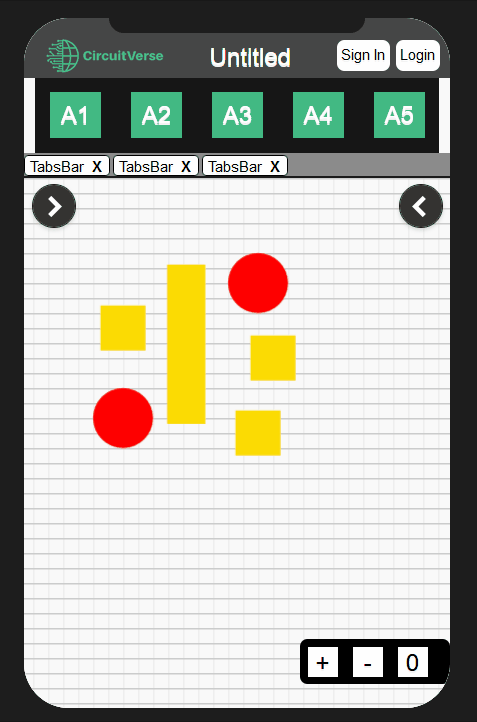 CircuitVerse Untitled Sign In Login
A1 A2 A3 A4 A5
TabsBar X TabsBar X TabsBar X
+ - 0